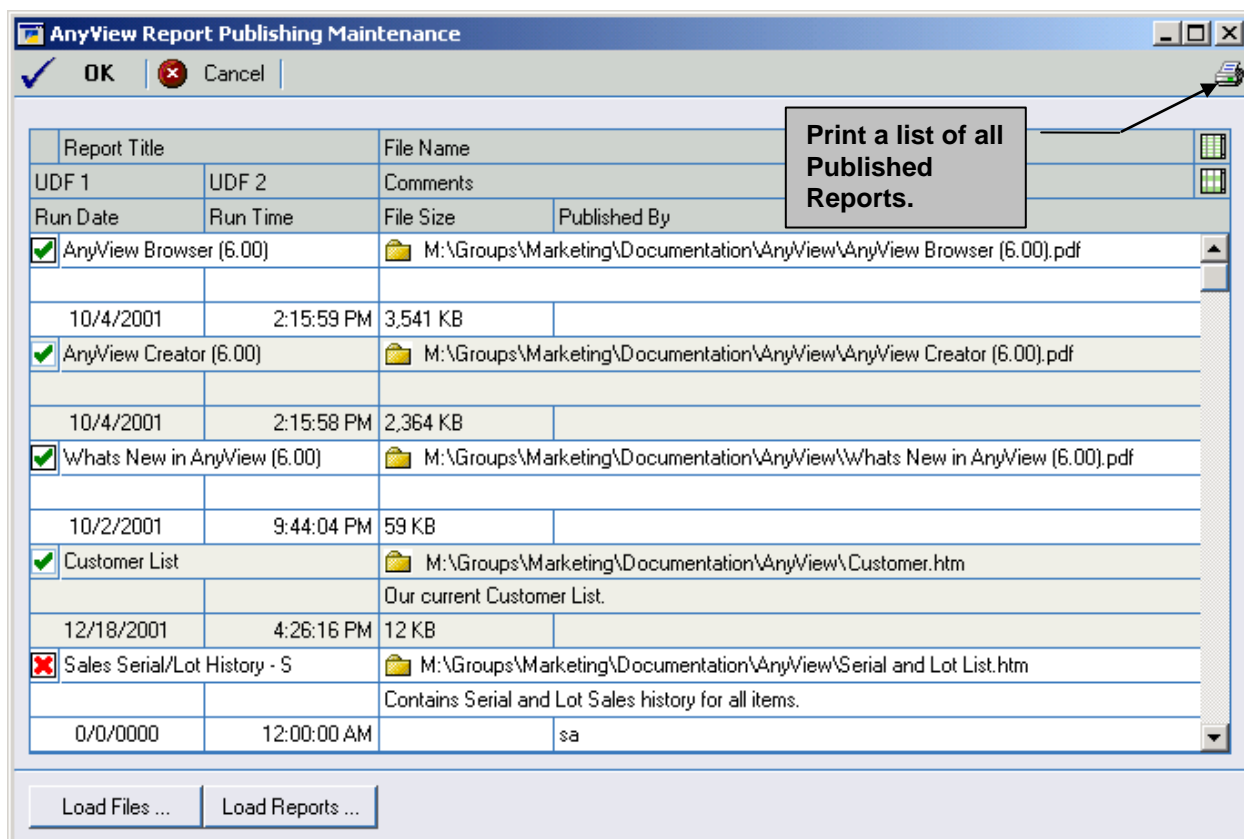 AnyView Report Publishing Maintenance
OK Cancel
Print a list of all
Published
Reports.
Report Title File Name
UDF 1 UDF 2 Comments
Run Date Run Time File Size Published By
AnyView Browser (6.00) M:\Groups\Marketing\Documentation\AnyView\AnyView Browser (6.00).pdf
10/4/2001 2:15:59 PM 3,541 KB
AnyView Creator (6.00) M:\Groups\Marketing\Documentation\AnyView\AnyView Creator (6.00).pdf
10/4/2001 2:15:58 PM 2,364 KB
Whats New in AnyView (6.00) M:\Groups\Marketing\Documentation\AnyView\Whats New in AnyView (6.00).pdf
10/2/2001 9:44:04 PM 59 KB
Customer List M:\Groups\Marketing\Documentation\AnyView\Customer.htm
Our current Customer List.
12/18/2001 4:26:16 PM 12 KB
Sales Serial/Lot History - S M:\Groups\Marketing\Documentation\AnyView\Serial and Lot List.htm
Contains Serial and Lot Sales history for all items.
0/0/0000 12:00:00 AM sa
Load Files ... Load Reports ...